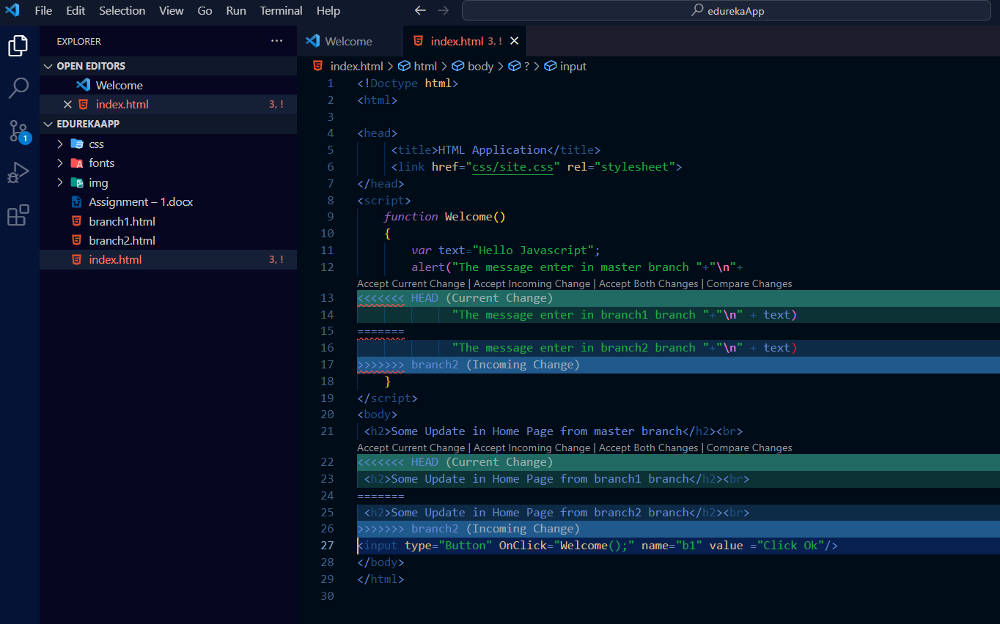 File Edit Selection View Go Run Terminal Help
edurekaApp
EXPLORER
OPEN EDITORS
Welcome
index.html 3, !
EDUREKAAPP
css
fonts
img
Assignment – 1.docx
branch1.html
branch2.html
index.html 3, !
1
Welcome
index.html 3, !
index.html > html > body > ? > input
1 <!Doctype html>
2 <html>
3
4 <head>
5 <title>HTML Application</title>
6 <link href="css/site.css" rel="stylesheet">
7 </head>
8 <script>
9 function Welcome()
10 {
11 var text="Hello Javascript";
12 alert("The message enter in master branch "+"\n"+
Accept Current Change | Accept Incoming Change | Accept Both Changes | Compare Changes
13 <<<<<<< HEAD (Current Change)
14 "The message enter in branch1 branch "+"\n" + text)
15 =======
16 "The message enter in branch2 branch "+"\n" + text)
17 >>>>>>> branch2 (Incoming Change)
18 }
19 </script>
20 <body>
21 <h2>Some Update in Home Page from master branch</h2><br>
Accept Current Change | Accept Incoming Change | Accept Both Changes | Compare Changes
22 <<<<<<< HEAD (Current Change)
23 <h2>Some Update in Home Page from branch1 branch</h2><br>
24 =======
25 <h2>Some Update in Home Page from branch2 branch</h2><br>
26 >>>>>>> branch2 (Incoming Change)
27 <input type="Button" OnClick="Welcome();" name="b1" value ="Click Ok"/>
28 </body>
29 </html>
30